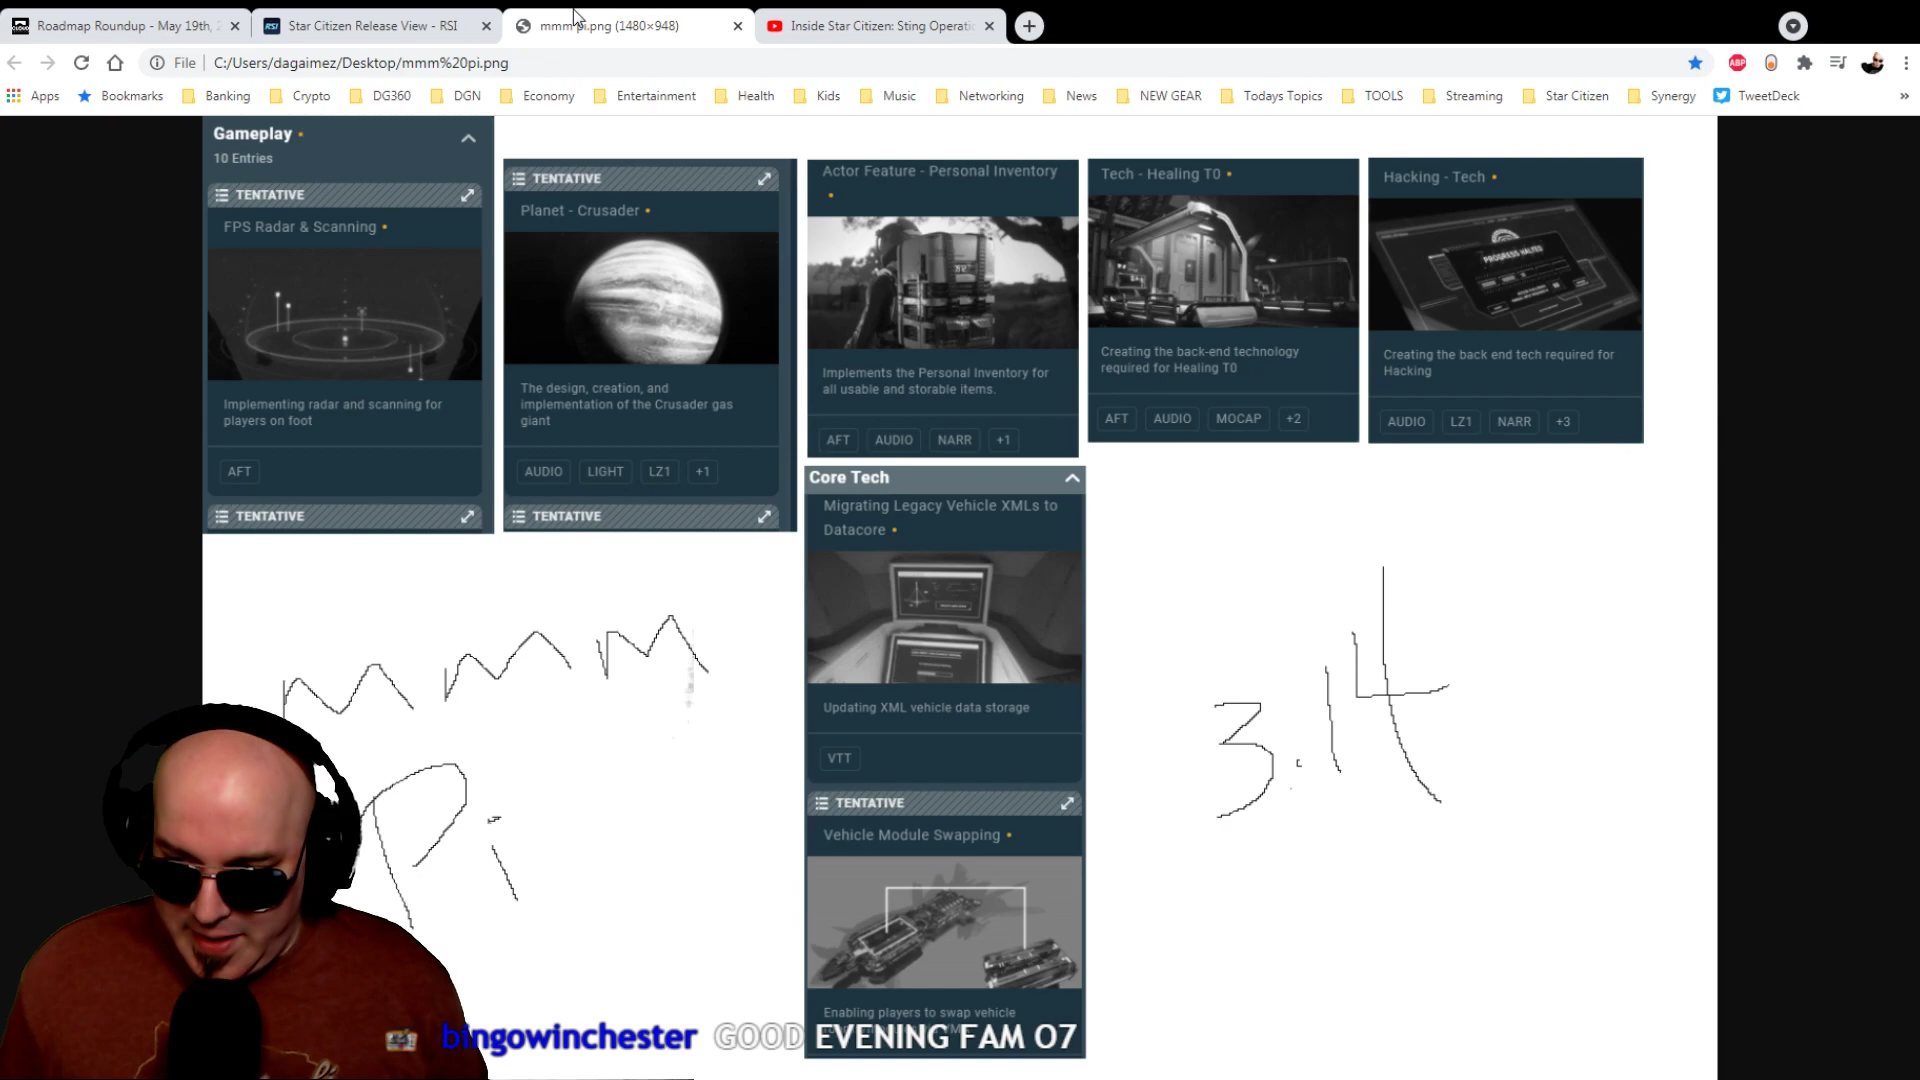 Roadmap Roundup - May 19th, 2
Star Citizen Release View - RSI
mmm pi.png (1480×948)
Inside Star Citizen: Sting Operati
File
C:/Users/dagaimez/Desktop/mmm%20pi.png
ABP
Apps
Bookmarks
Banking
Crypto
DG360
DGN
Economy
Entertainment
Health
Kids
Music
Networking
News
NEW GEAR
Todays Topics
TOOLS
Streaming
Star Citizen
Synergy
TweetDeck
Gameplay
10 Entries
TENTATIVE
FPS Radar & Scanning
Implementing radar and scanning for
players on foot
AFT
TENTATIVE
TENTATIVE
Planet - Crusader
The design, creation, and
implementation of the Crusader gas
giant
AUDIO LIGHT LZ1 +1
TENTATIVE
Actor Feature - Personal Inventory
Implements the Personal Inventory for
all usable and storable items.
AFT AUDIO NARR +1
Tech - Healing T0
Creating the back-end technology
required for Healing T0
AFT AUDIO MOCAP +2
Hacking - Tech
Creating the back end tech required for
Hacking
AUDIO LZ1 NARR +3
Core Tech
Migrating Legacy Vehicle XMLs to
Datacore
Updating XML vehicle data storage
VTT
TENTATIVE
Vehicle Module Swapping
Enabling players to swap vehicle
mmm
Pi
3.14
bingowinchester GOOD EVENING FAM O7